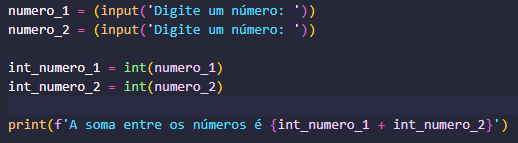 numero_1 = (input('Digite um número: '))
numero_2 = (input('Digite um número: '))
int_numero_1 = int(numero_1)
int_numero_2 = int(numero_2)
print(f'A soma entre os números é {int_numero_1 + int_numero_2}')